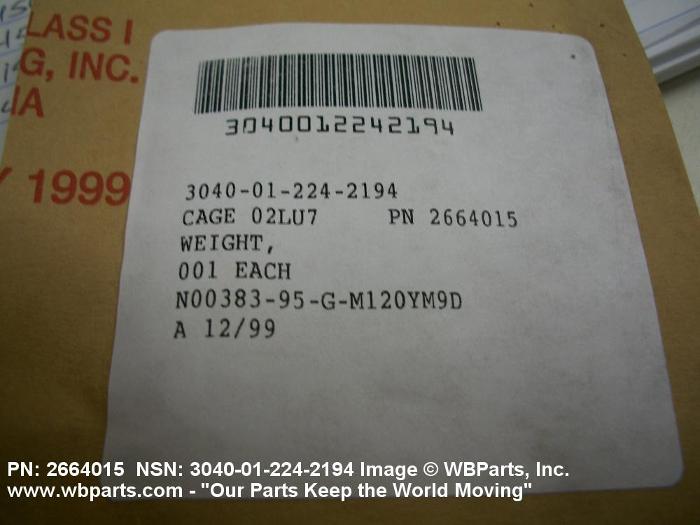 LASS I
G, INC.
IA
1999
3040012242194
3040-01-224-2194
CAGE 02LU7 PN 2664015
WEIGHT,
001 EACH
N00383-95-G-M120YM9D
A 12/99
PN: 2664015 NSN: 3040-01-224-2194 Image © WBParts, Inc.
www.wbparts.com - "Our Parts Keep the World Moving"